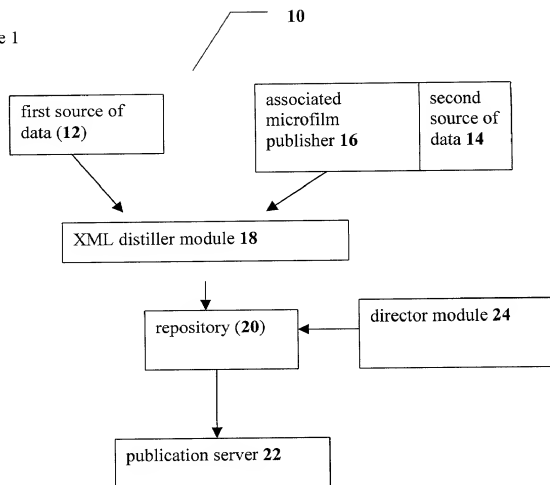 10
e 1
first source of
data (12)
associated
microfilm
publisher 16
second
source of
data 14
XML distiller module 18
repository (20)
director module 24
publication server 22